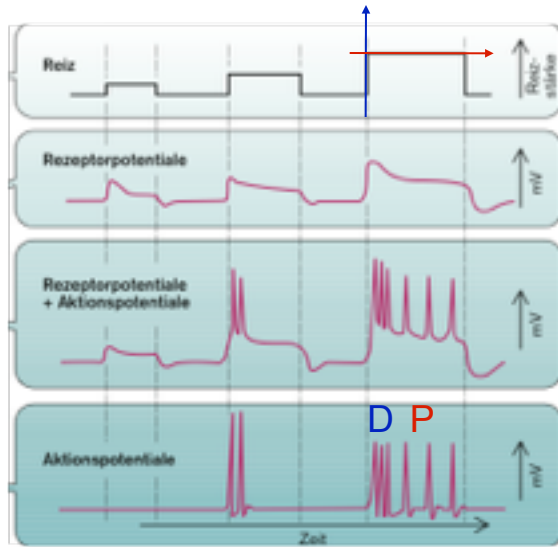 Reiz
Reiz-
stärke
Rezeptorpotentiale
mV
Rezeptorpotentiale
+ Aktionspotentiale
mV
D P
Aktionspotentiale
mV
Zeit